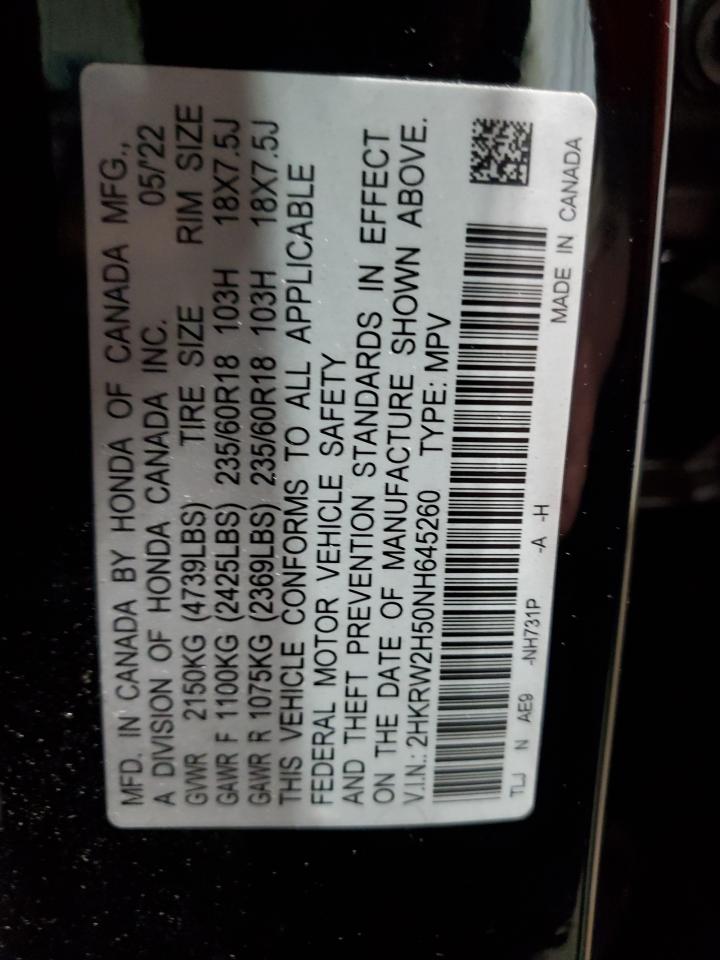 MFD. IN CANADA BY HONDA OF CANADA MFG.,
A DIVISION OF HONDA CANADA INC. 05/'22
GVWR 2150KG (4739LBS) TIRE SIZE RIM SIZE
GAWR F 1100KG (2425LBS) 235/60R18 103H 18X7.5J
GAWR R 1075KG (2369LBS) 235/60R18 103H 18X7.5J
THIS VEHICLE CONFORMS TO ALL APPLICABLE
FEDERAL MOTOR VEHICLE SAFETY
AND THEFT PREVENTION STANDARDS IN EFFECT
ON THE DATE OF MANUFACTURE SHOWN ABOVE.
V.I.N.: 2HKRW2H50NH645260 TYPE: MPV
N AE9 -NH731P -A -H MADE IN CANADA